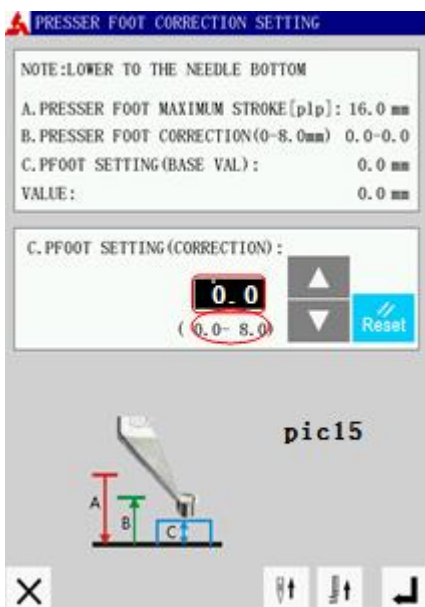 PRESSER FOOT CORRECTION SETTING
NOTE:LOWER TO THE NEEDLE BOTTOM
A.PRESSER FOOT MAXIMUM STROKE[plp]: 16.0 mm
B.PRESSER FOOT CORRECTION(0-8.0mm) 0.0-0.0
C.PFOOT SETTING(BASE VAL): 0.0 mm
VALUE: 0.0 mm
C.PFOOT SETTING(CORRECTION):
0.0
(0.0- 8.0)
Reset
pic15
A
B
C